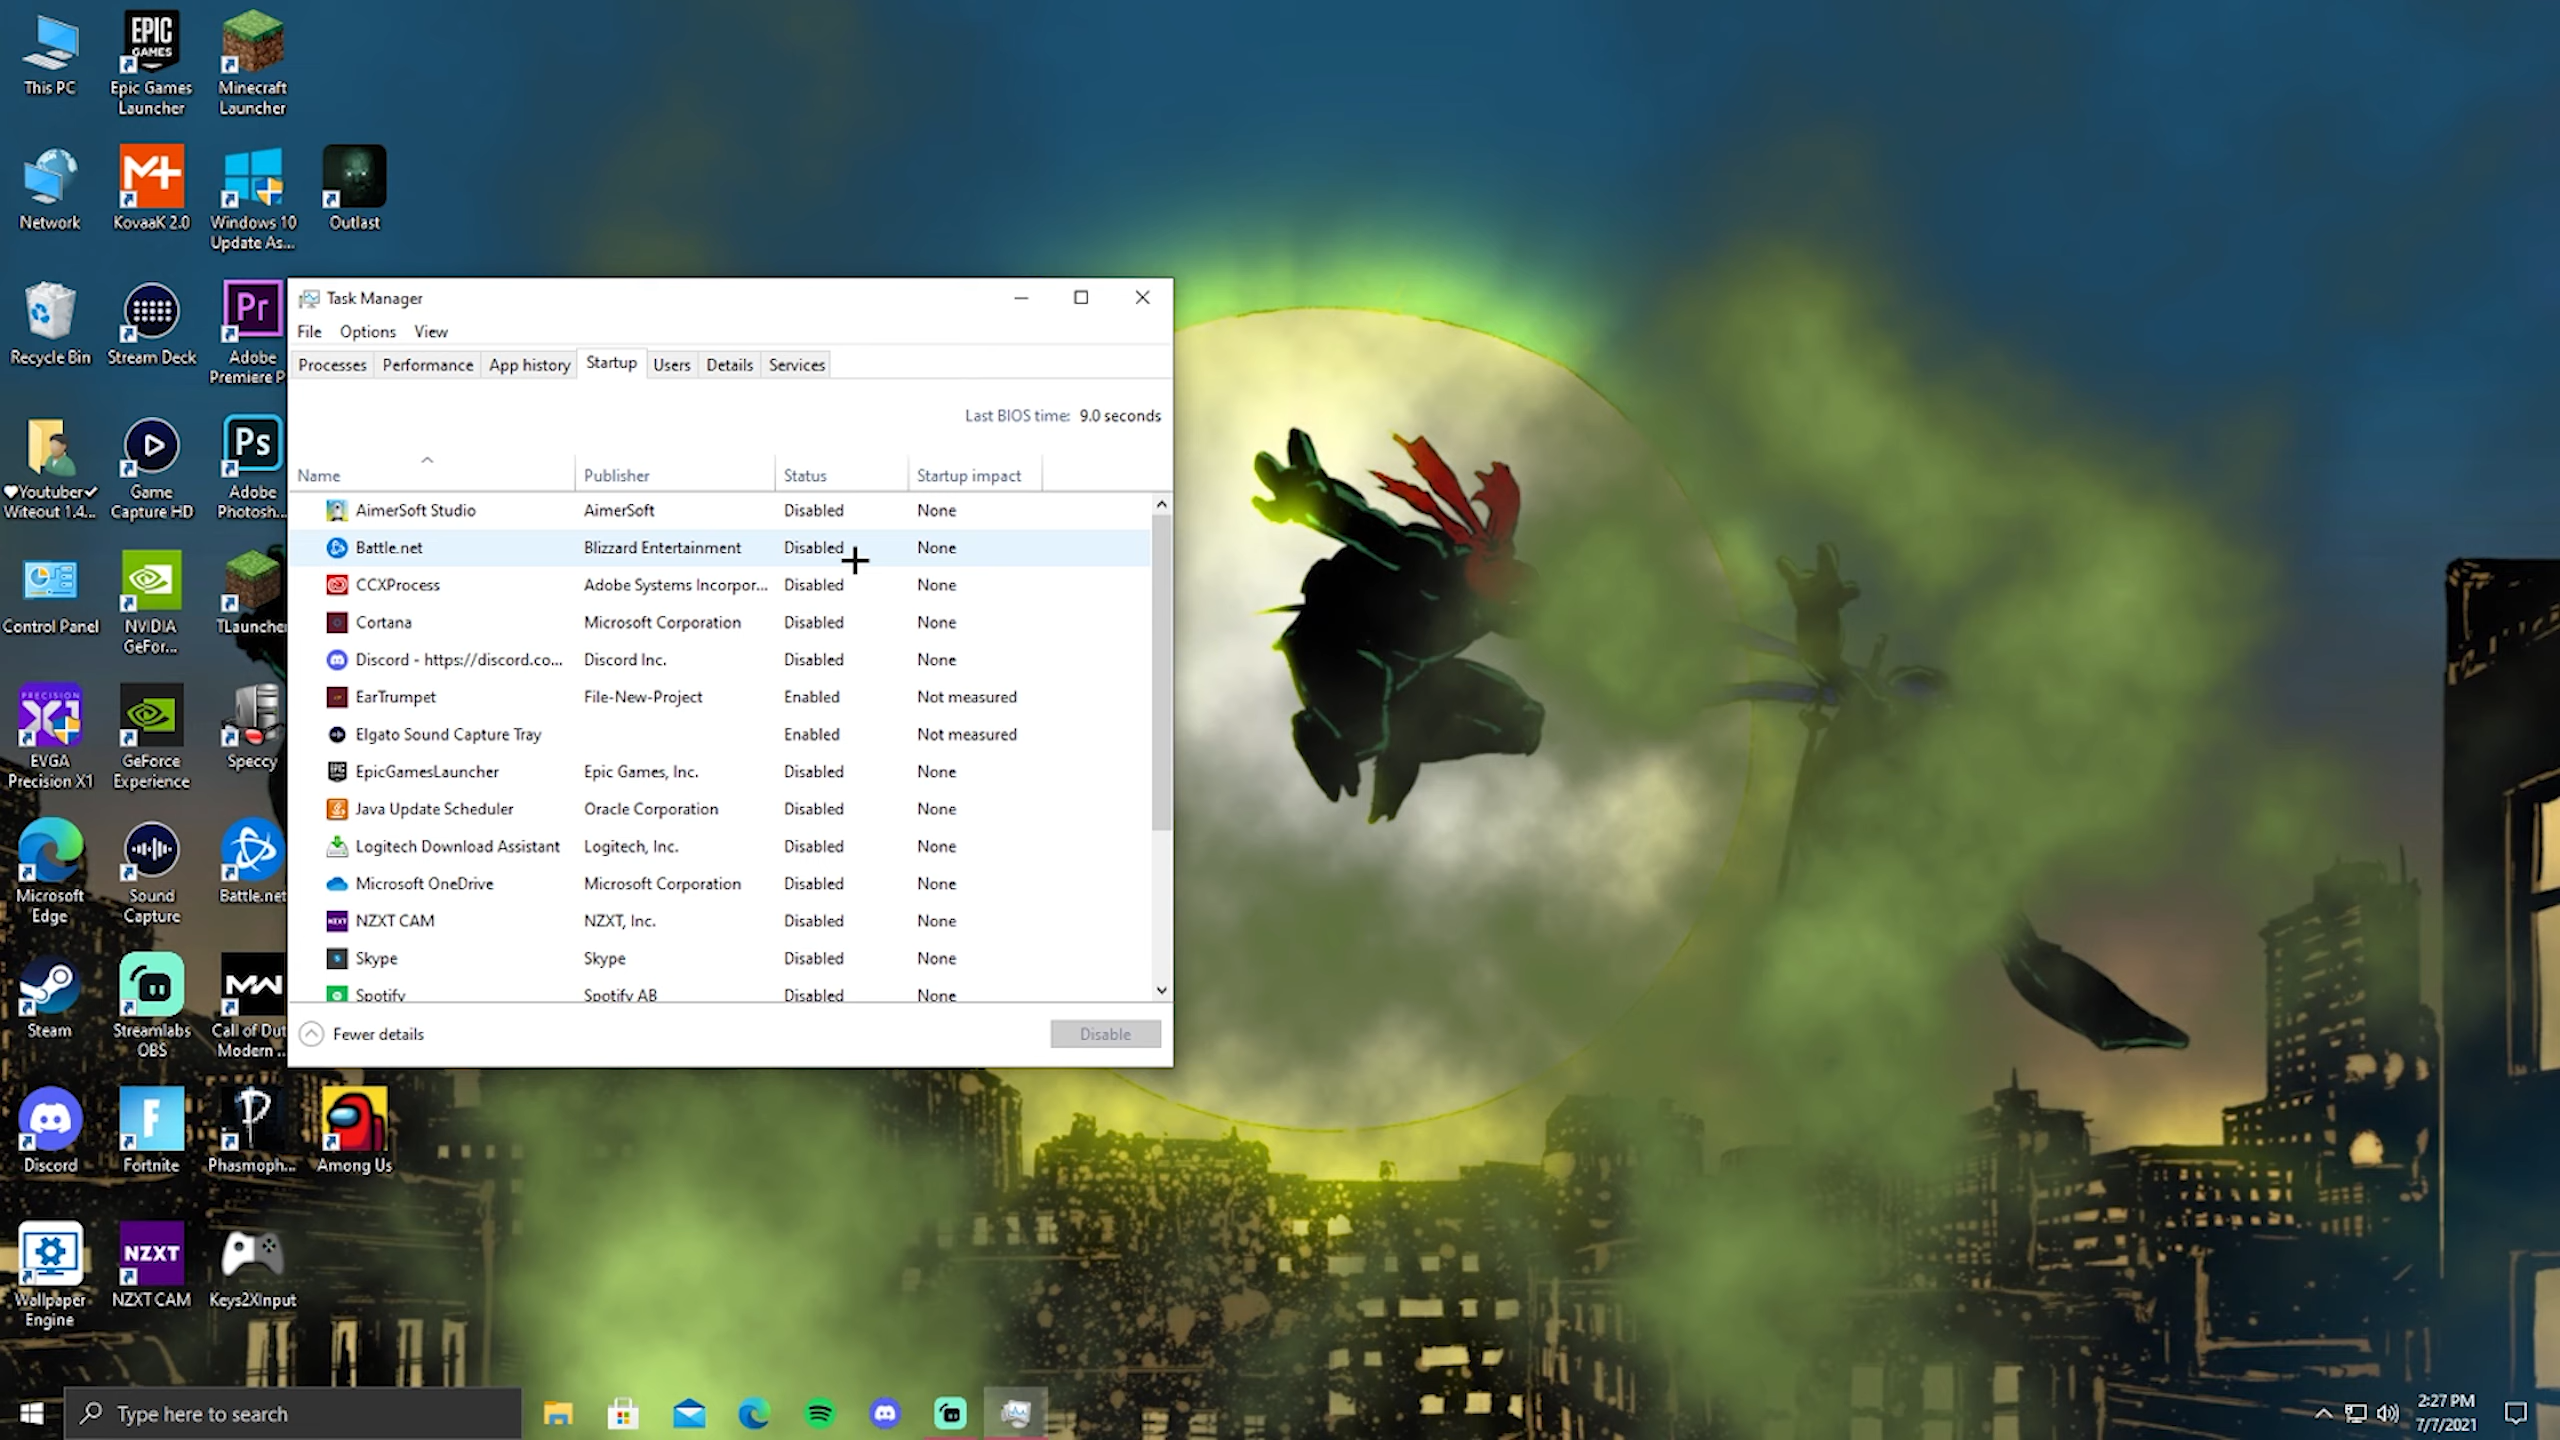 This PC
EPIC
GAMES
Epic Games
Launcher
Minecraft
Launcher
Network
KovaaK 2.0
Windows 10
Update As...
Outlast
Recycle Bin
Stream Deck
Pr
Adobe
Premiere P
♥Youtuber✓
Witeout 1.4...
Game
Capture HD
Ps
Adobe
Photosh...
Control Panel
NVIDIA
GeFor...
TLauncher
PRECISION
X1
EVGA
Precision X1
GeForce
Experience
Speccy
Microsoft
Edge
Sound
Capture
Battle.net
Steam
Streamlabs
OBS
MW
Call of Dut
Modern ...
Discord
Fortnite
Phasmoph...
Among Us
Wallpaper
Engine
NZXT
NZXT CAM
Keys2XInput
Task Manager
File Options View
Processes Performance App history Startup Users Details Services
Last BIOS time: 9.0 seconds
Name Publisher Status Startup impact
AimerSoft Studio AimerSoft Disabled None
Battle.net Blizzard Entertainment Disabled None
CCXProcess Adobe Systems Incorpor... Disabled None
Cortana Microsoft Corporation Disabled None
Discord - https://discord.co... Discord Inc. Disabled None
EarTrumpet File-New-Project Enabled Not measured
Elgato Sound Capture Tray Enabled Not measured
EpicGamesLauncher Epic Games, Inc. Disabled None
Java Update Scheduler Oracle Corporation Disabled None
Logitech Download Assistant Logitech, Inc. Disabled None
Microsoft OneDrive Microsoft Corporation Disabled None
NZXT CAM NZXT, Inc. Disabled None
Skype Skype Disabled None
Spotify Spotify AB Disabled None
Fewer details Disable
Type here to search
2:27 PM
7/7/2021